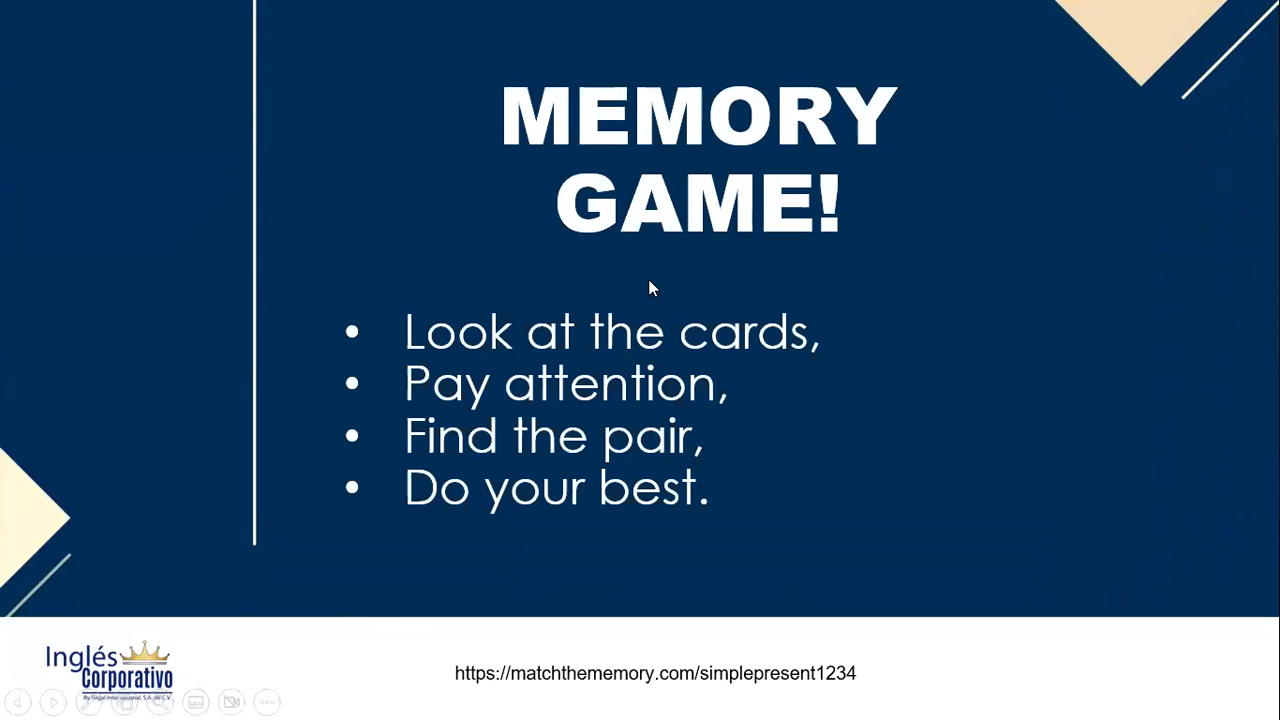 MEMORY
GAME!
• Look at the cards,
• Pay attention,
• Find the pair,
• Do your best.
Inglés
Corporativo
https://matchthememory.com/simplepresent1234